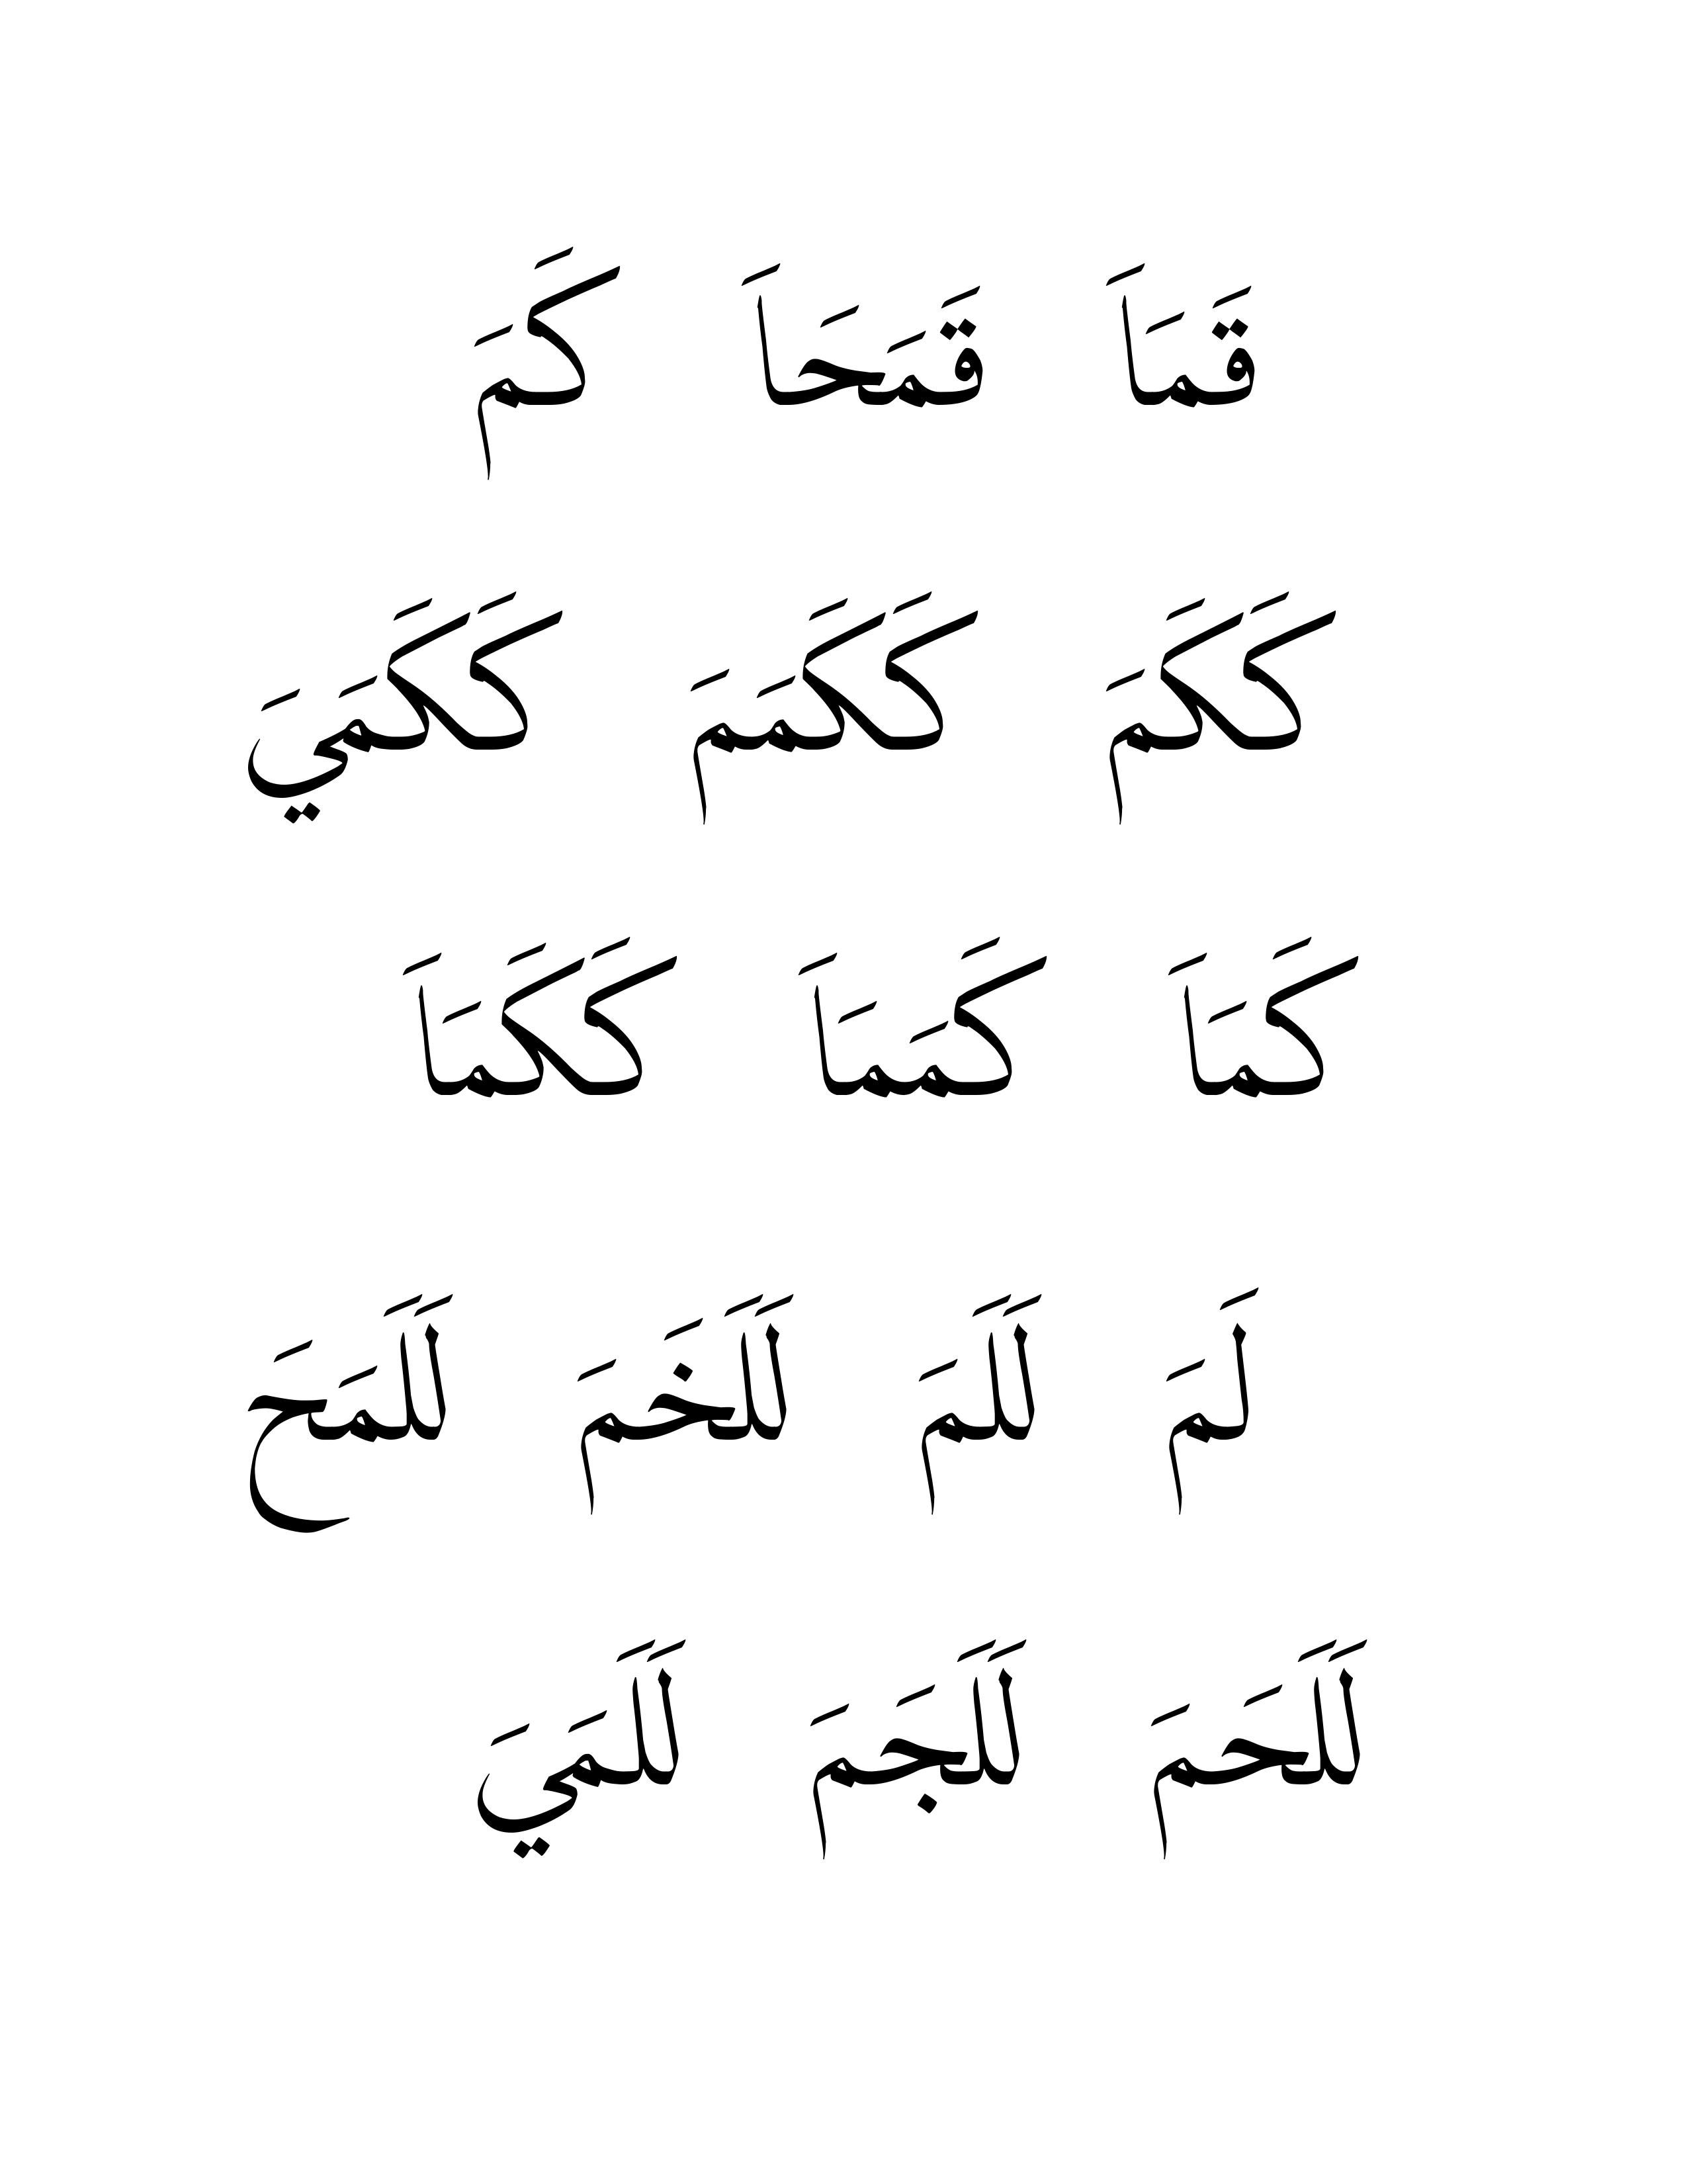 قَمَاَ قَمَحَاَ كَمَ
كَكَمَ كَكَمَمَ كَكَمَيَ
كَمَاَ كَمَمَاَ كَكَمَاَ
لَمَ لَلَمَ لَلَخَمَ لَلَمَحَ
لَلَحَمَ لَلَجَمَ لَلَمَيَ